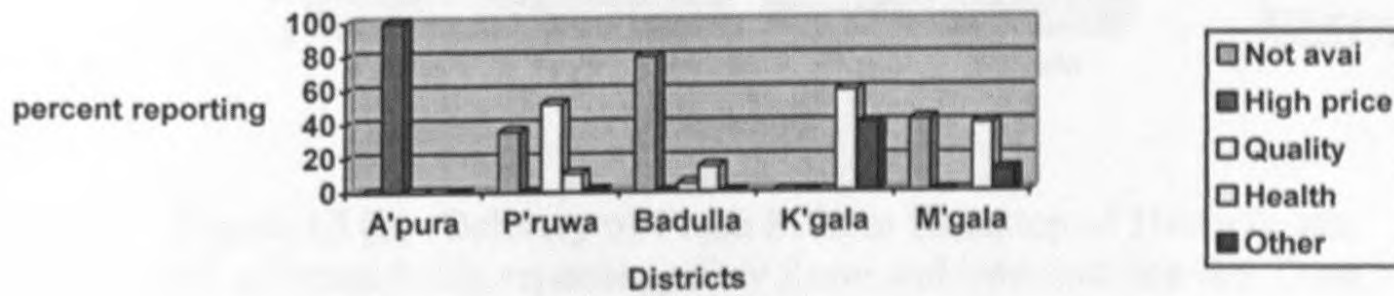 100
80
60
40
20
0
percent reporting
A'pura P'ruwa Badulla K'gala M'gala
Districts
Not avai
High price
Quality
Health
Other